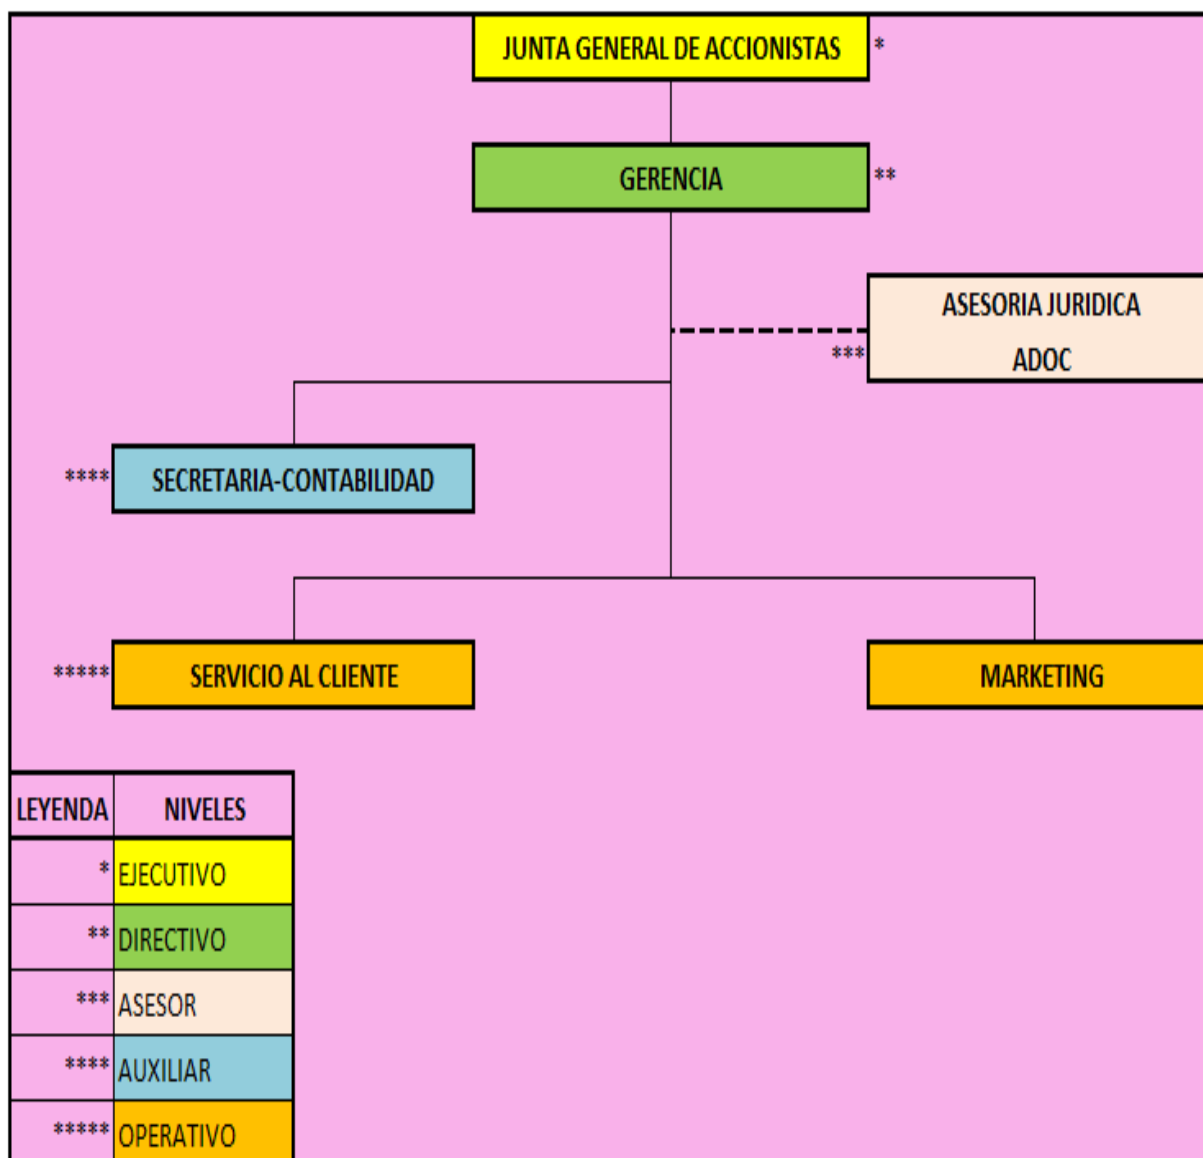 JUNTA GENERAL DE ACCIONISTAS *
GERENCIA **
ASESORIA JURIDICA
*** ADOC
**** SECRETARIA-CONTABILIDAD
***** SERVICIO AL CLIENTE MARKETING
LEYENDA NIVELES
* EJECUTIVO
** DIRECTIVO
*** ASESOR
**** AUXILIAR
***** OPERATIVO